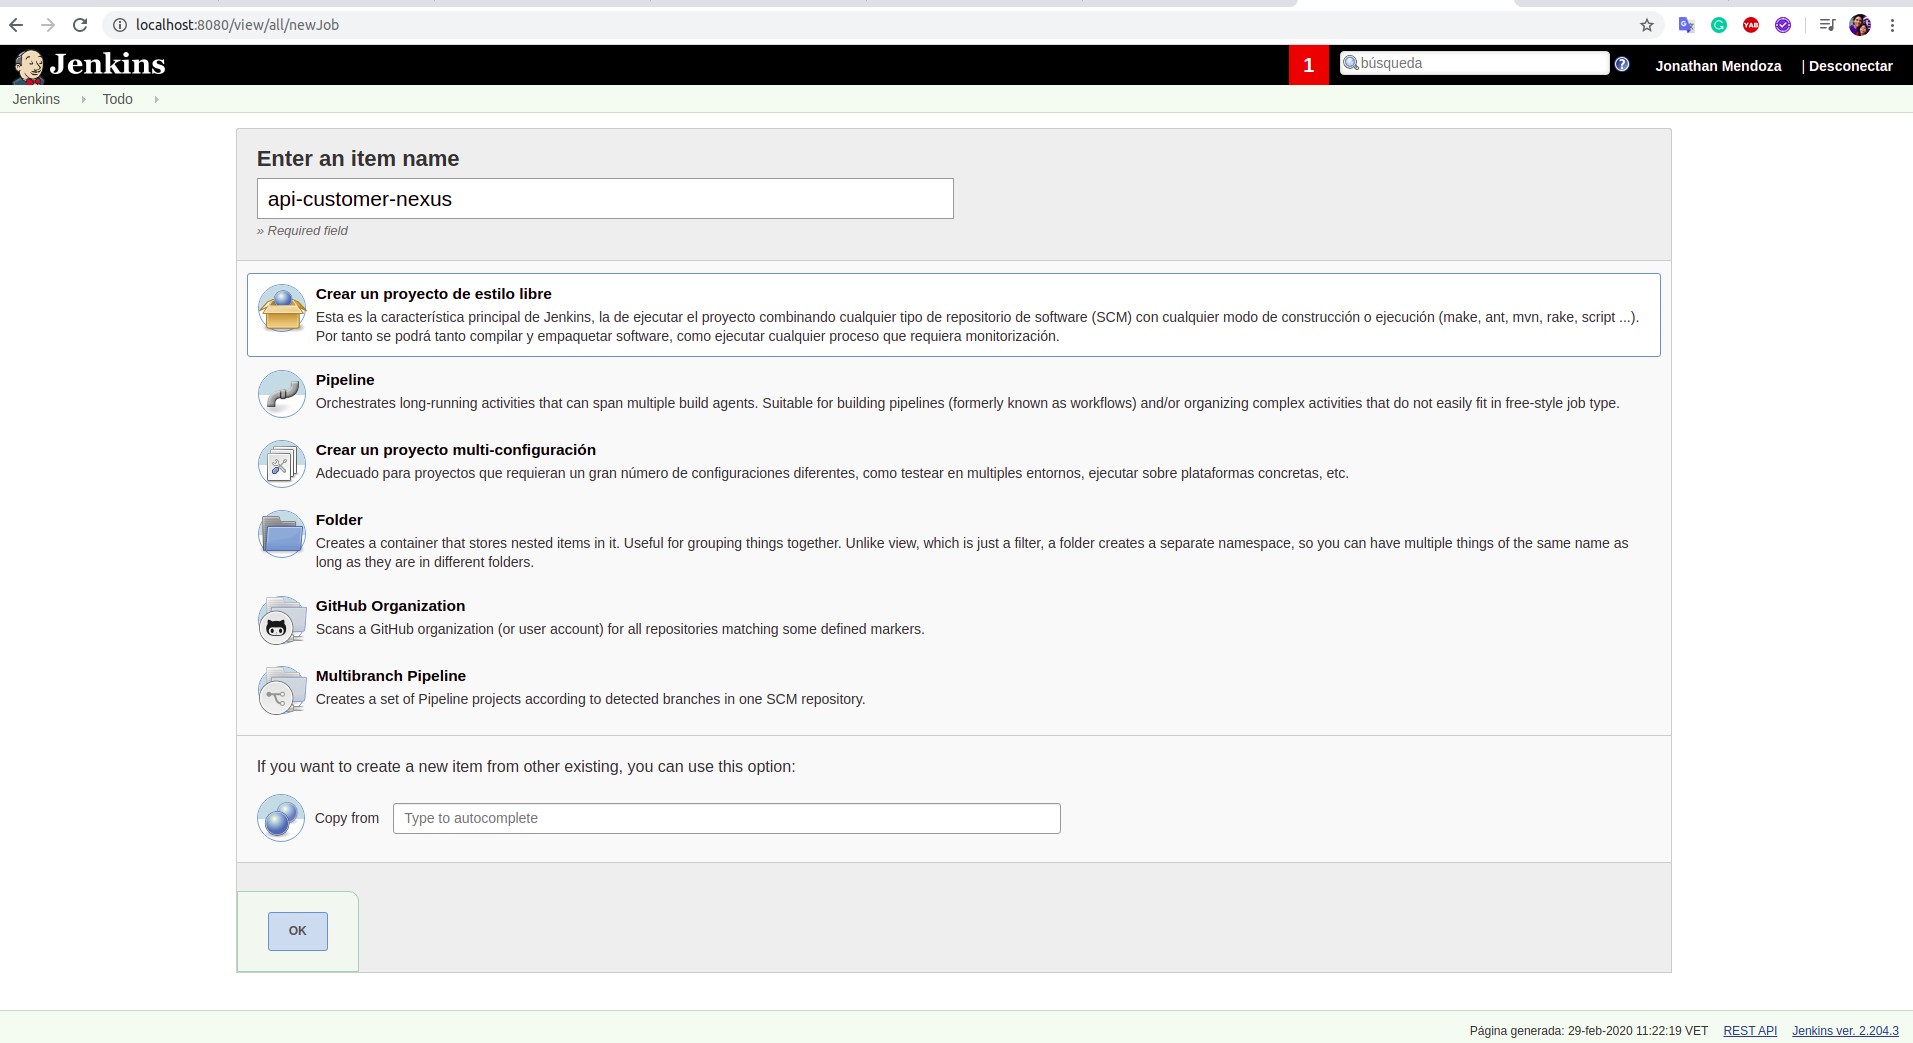 localhost:8080/view/all/newJob
YAB
Jenkins
1
búsqueda
?
Jonathan Mendoza
| Desconectar
Jenkins
Todo
Enter an item name
api-customer-nexus
» Required field
Crear un proyecto de estilo libre
Esta es la característica principal de Jenkins, la de ejecutar el proyecto combinando cualquier tipo de repositorio de software (SCM) con cualquier modo de construcción o ejecución (make, ant, mvn, rake, script ...).
Por tanto se podrá tanto compilar y empaquetar software, como ejecutar cualquier proceso que requiera monitorización.
Pipeline
Orchestrates long-running activities that can span multiple build agents. Suitable for building pipelines (formerly known as workflows) and/or organizing complex activities that do not easily fit in free-style job type.
Crear un proyecto multi-configuración
Adecuado para proyectos que requieran un gran número de configuraciones diferentes, como testear en multiples entornos, ejecutar sobre plataformas concretas, etc.
Folder
Creates a container that stores nested items in it. Useful for grouping things together. Unlike view, which is just a filter, a folder creates a separate namespace, so you can have multiple things of the same name as
long as they are in different folders.
GitHub Organization
Scans a GitHub organization (or user account) for all repositories matching some defined markers.
Multibranch Pipeline
Creates a set of Pipeline projects according to detected branches in one SCM repository.
If you want to create a new item from other existing, you can use this option:
Copy from
Type to autocomplete
OK
Página generada: 29-feb-2020 11:22:19 VET
REST API
Jenkins ver. 2.204.3